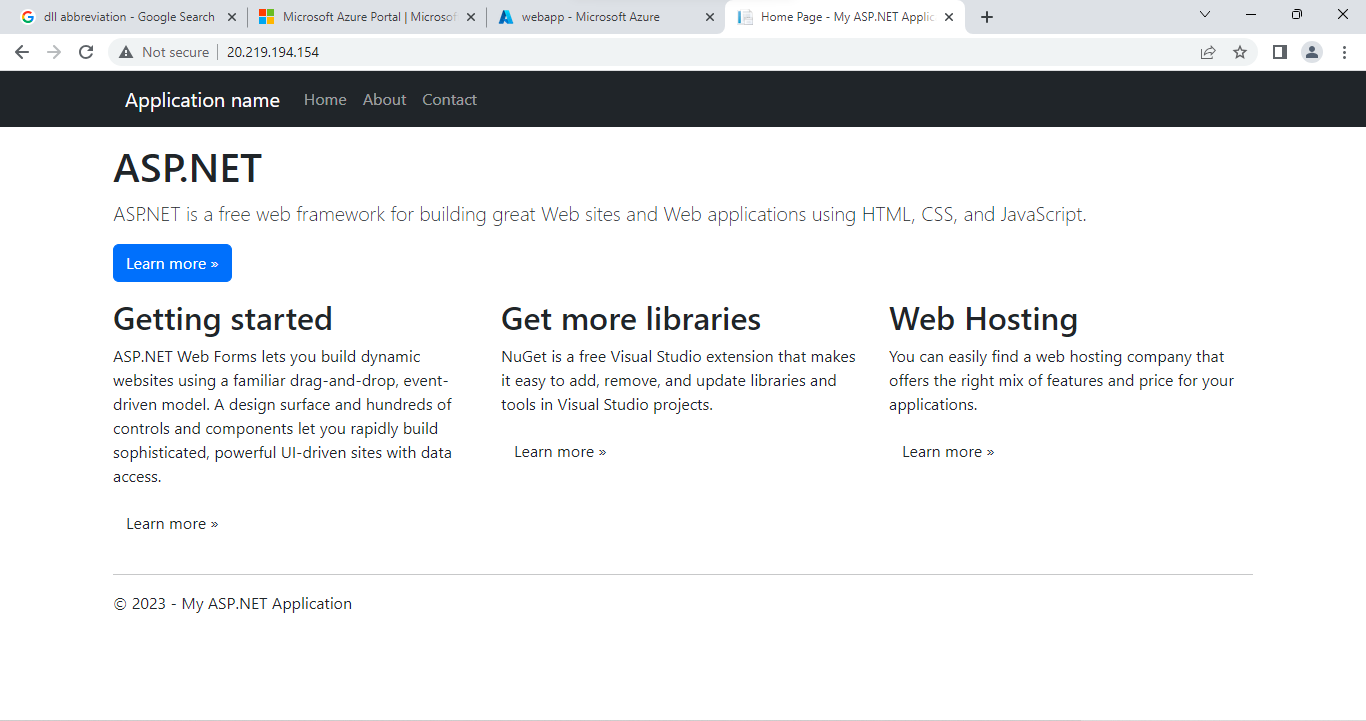 dll abbreviation - Google Search
Microsoft Azure Portal | Microsof
webapp - Microsoft Azure
Home Page - My ASP.NET Applic
Not secure
20.219.194.154
Application name
Home
About
Contact
ASP.NET
ASP.NET is a free web framework for building great Web sites and Web applications using HTML, CSS, and JavaScript.
Learn more »
Getting started
ASP.NET Web Forms lets you build dynamic
websites using a familiar drag-and-drop, event-
driven model. A design surface and hundreds of
controls and components let you rapidly build
sophisticated, powerful UI-driven sites with data
access.
Learn more »
Get more libraries
NuGet is a free Visual Studio extension that makes
it easy to add, remove, and update libraries and
tools in Visual Studio projects.
Learn more »
Web Hosting
You can easily find a web hosting company that
offers the right mix of features and price for your
applications.
Learn more »
© 2023 - My ASP.NET Application